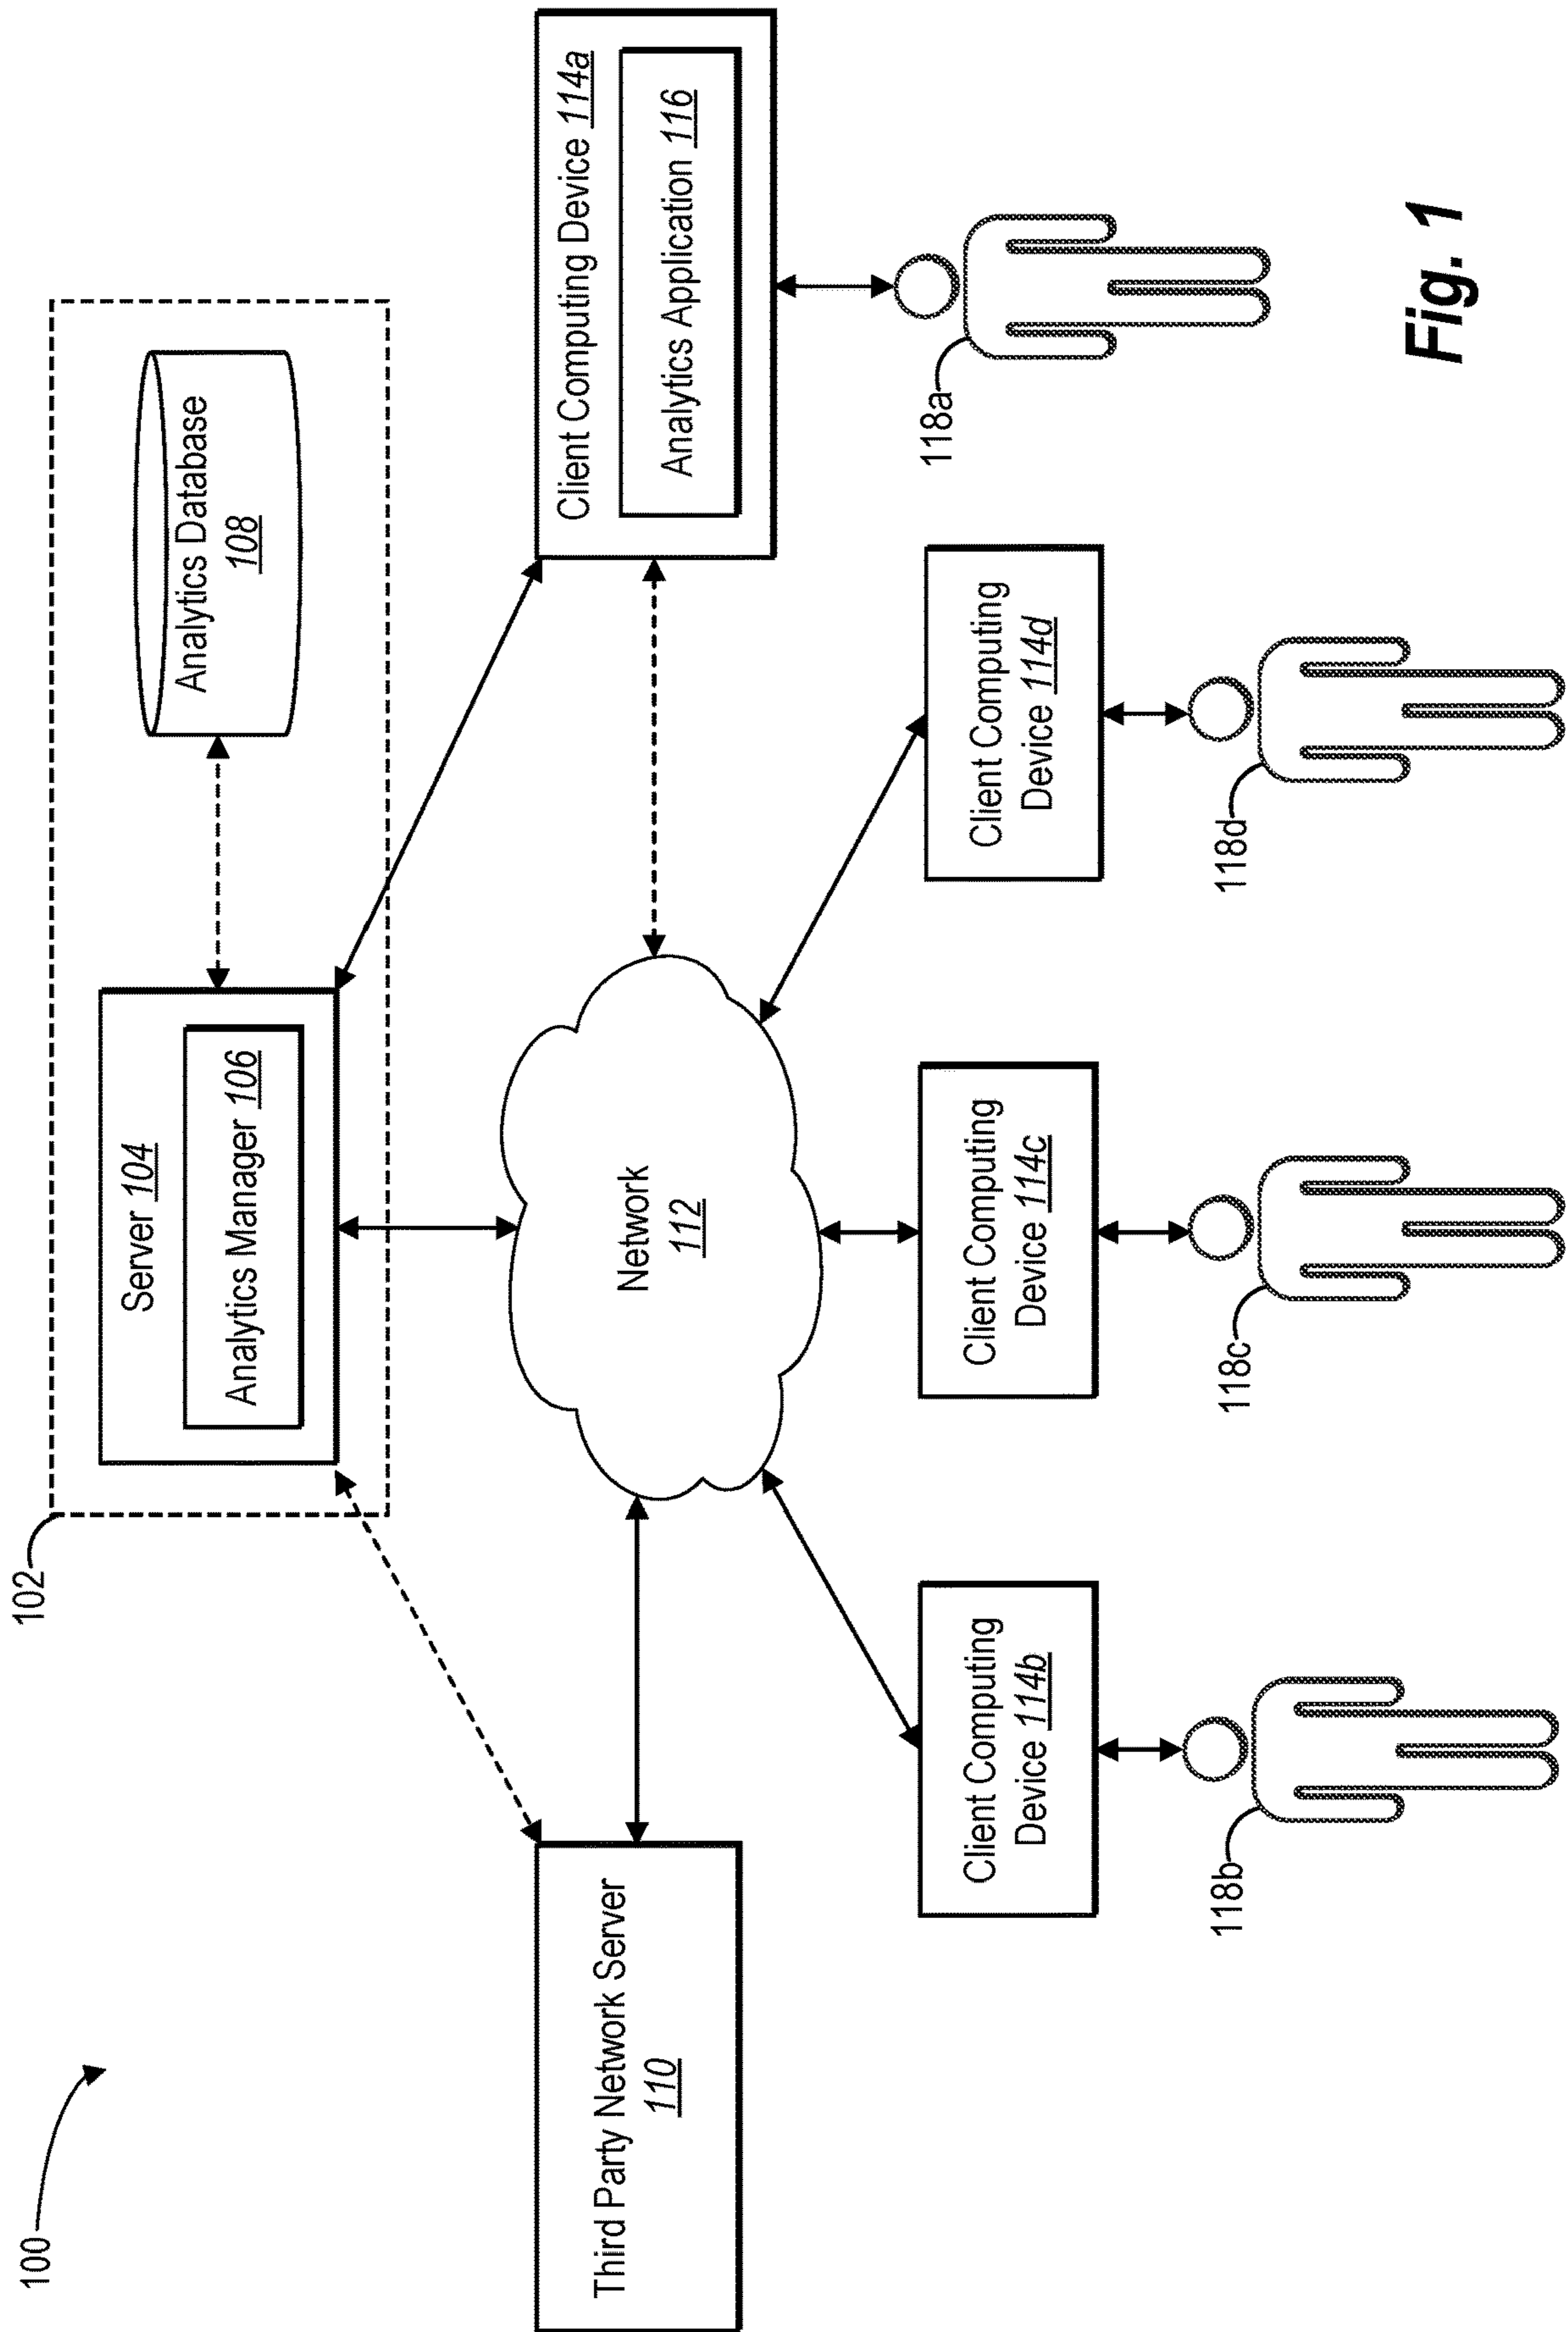 100
102
Server 104
Analytics Manager 106
Analytics Database
108
Third Party Network Server
110
Network
112
Client Computing Device 114a
Analytics Application 116
118a
Client Computing
Device 114b
Client Computing
Device 114c
Client Computing
Device 114d
118b
118c
118d
Fig. 1